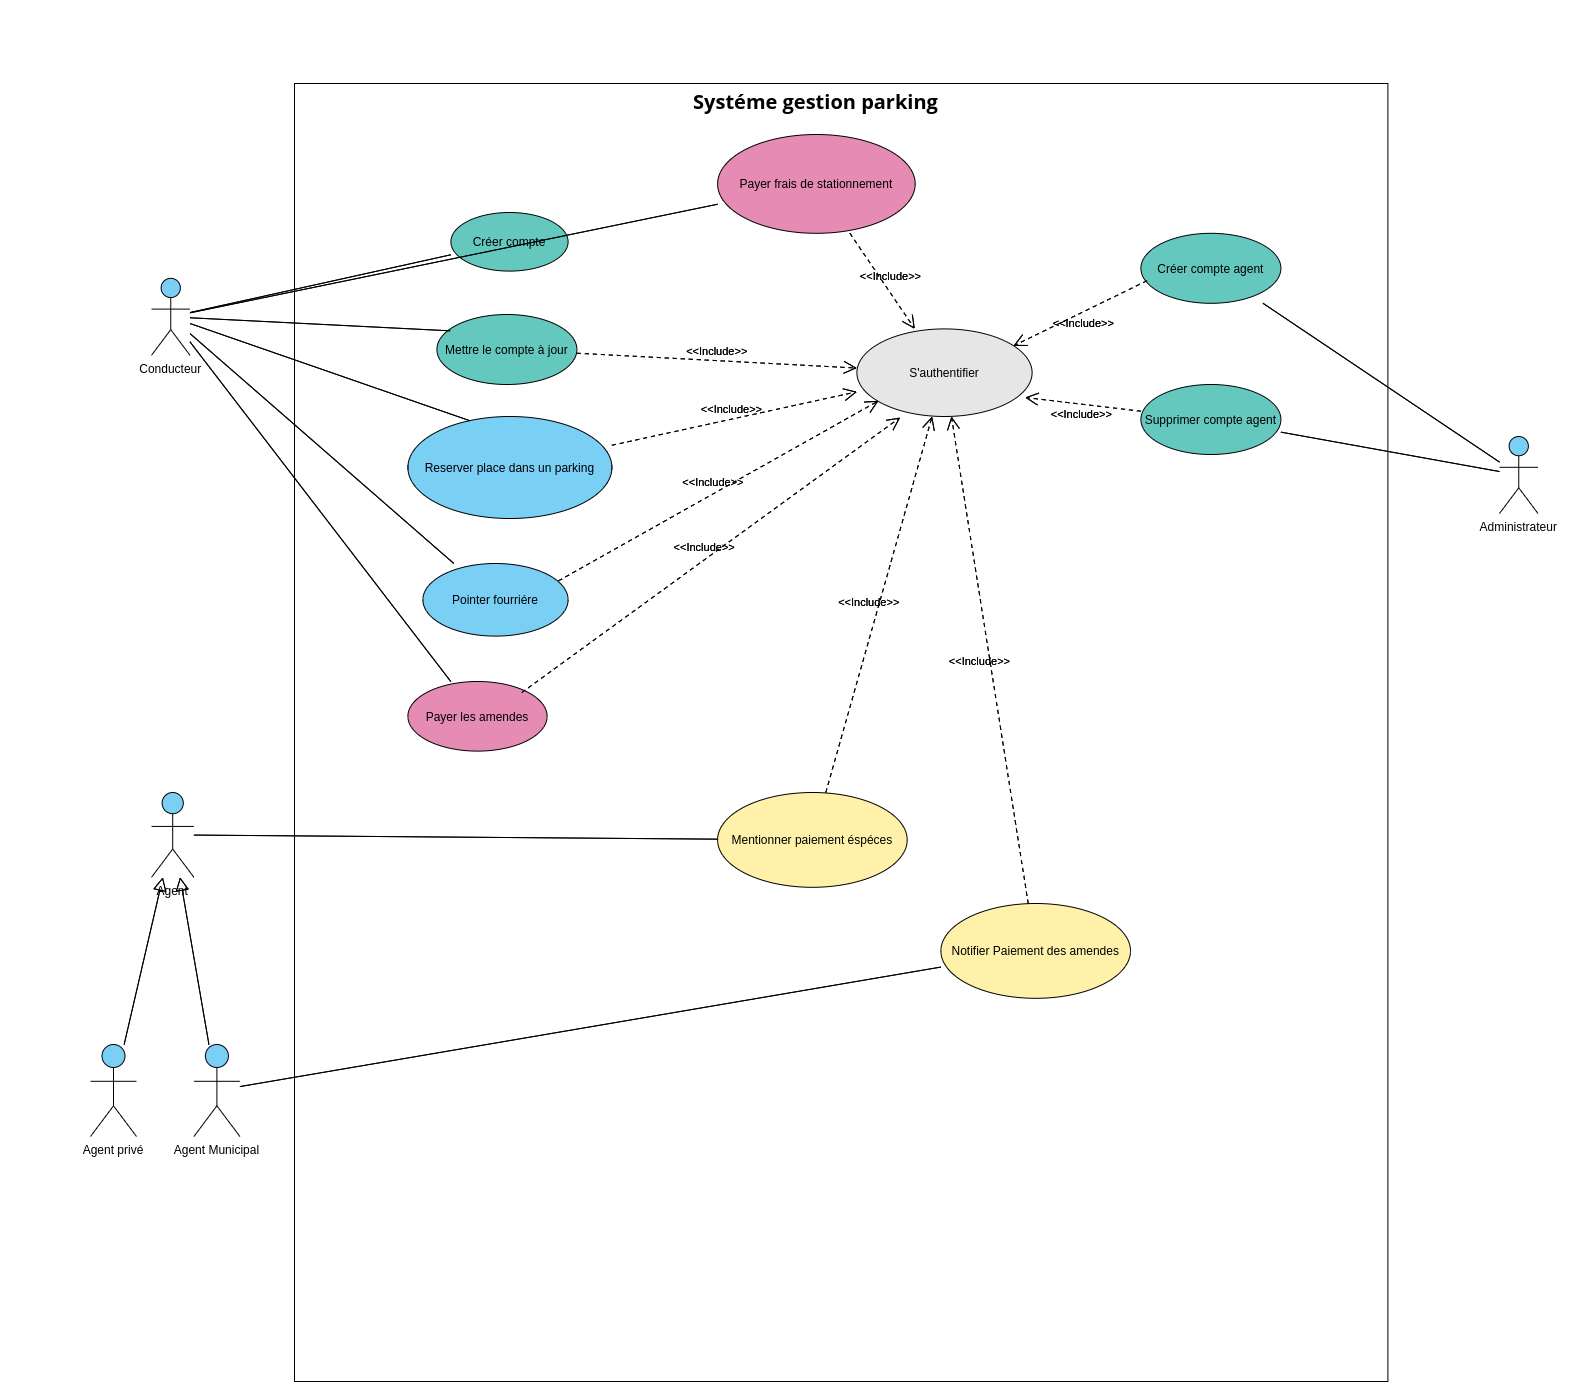 Systéme gestion parking
Payer frais de stationnement
Créer compte
<<Include>>
Créer compte agent
<<Include>>
Conducteur
Mettre le compte à jour
<<Include>>
S'authentifier
<<Include>>
<<Include>>
Supprimer compte agent
Reserver place dans un parking
<<Include>>
Administrateur
<<Include>>
Pointer fourriére
<<Include>>
<<Include>>
Payer les amendes
Mentionner paiement éspéces
Agent
Notifier Paiement des amendes
Agent privé
Agent Municipal